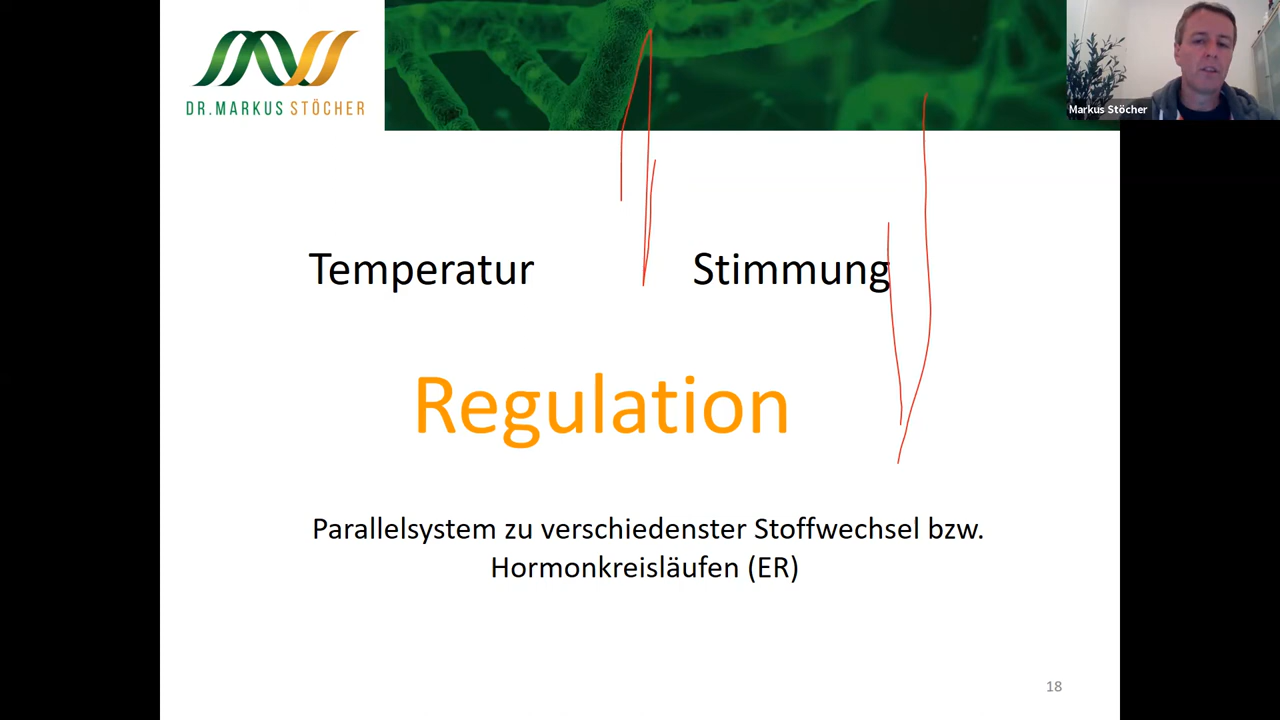 DR.MARKUS STÖCHER
Markus Stöcher
Temperatur Stimmung
Regulation
Parallelsystem zu verschiedenster Stoffwechsel bzw.
Hormonkreisläufen (ER)
18